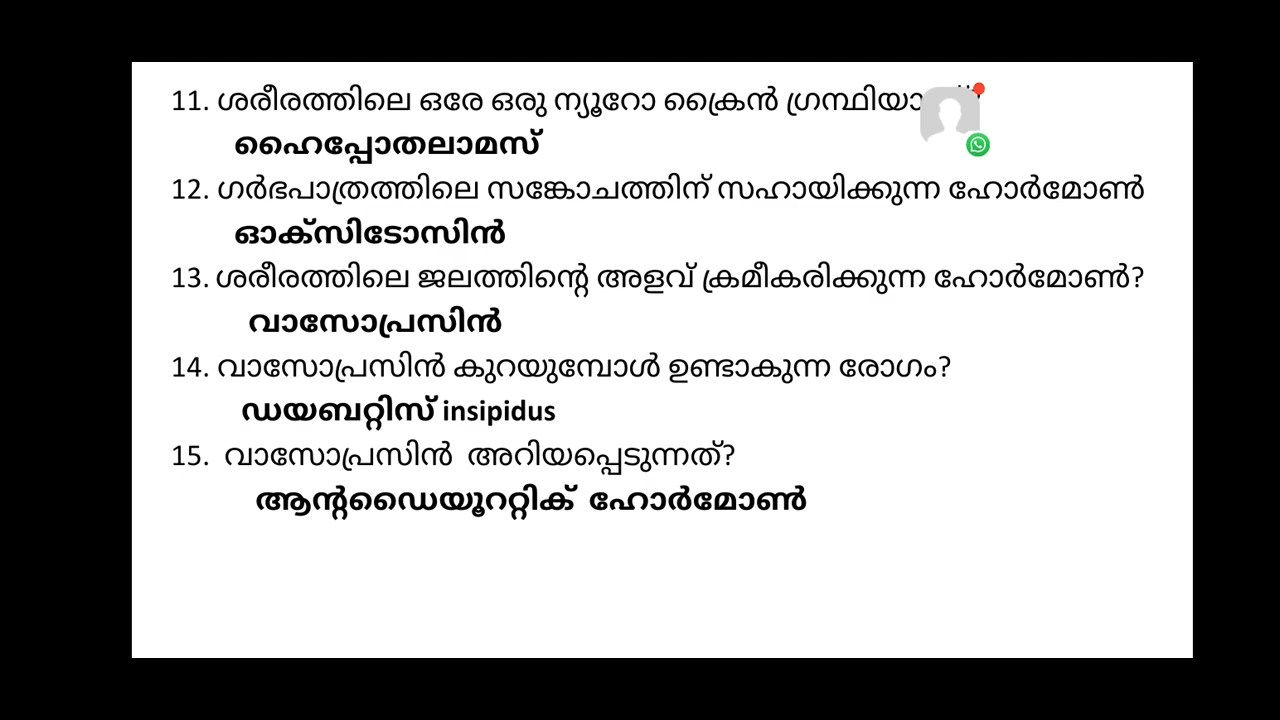 11. ശരീരത്തിലെ ഒരേ ഒരു ന്യൂറോ ക്രൈൻ
ഹൈപ്പോതലാമസ്
12. ഗർഭപാത്രത്തിലെ സങ്കോചത്തിന് സഹായിക്കുന്ന ഹോർമോൺ
ഓക്സിടോസിൻ
13. ശരീരത്തിലെ ജലത്തിന്റെ അളവ് ക്രമീകരിക്കുന്ന ഹോർമോൺ?
വാസോപ്രസിൻ
14. വാസോപ്രസിൻ കുറയുമ്പോൾ ഉണ്ടാകുന്ന രോഗം?
ഡയബറ്റിസ് insipidus
15. വാസോപ്രസിൻ അറിയപ്പെടുന്നത്?
ആന്റഡൈയൂററ്റിക് ഹോർമോൺ